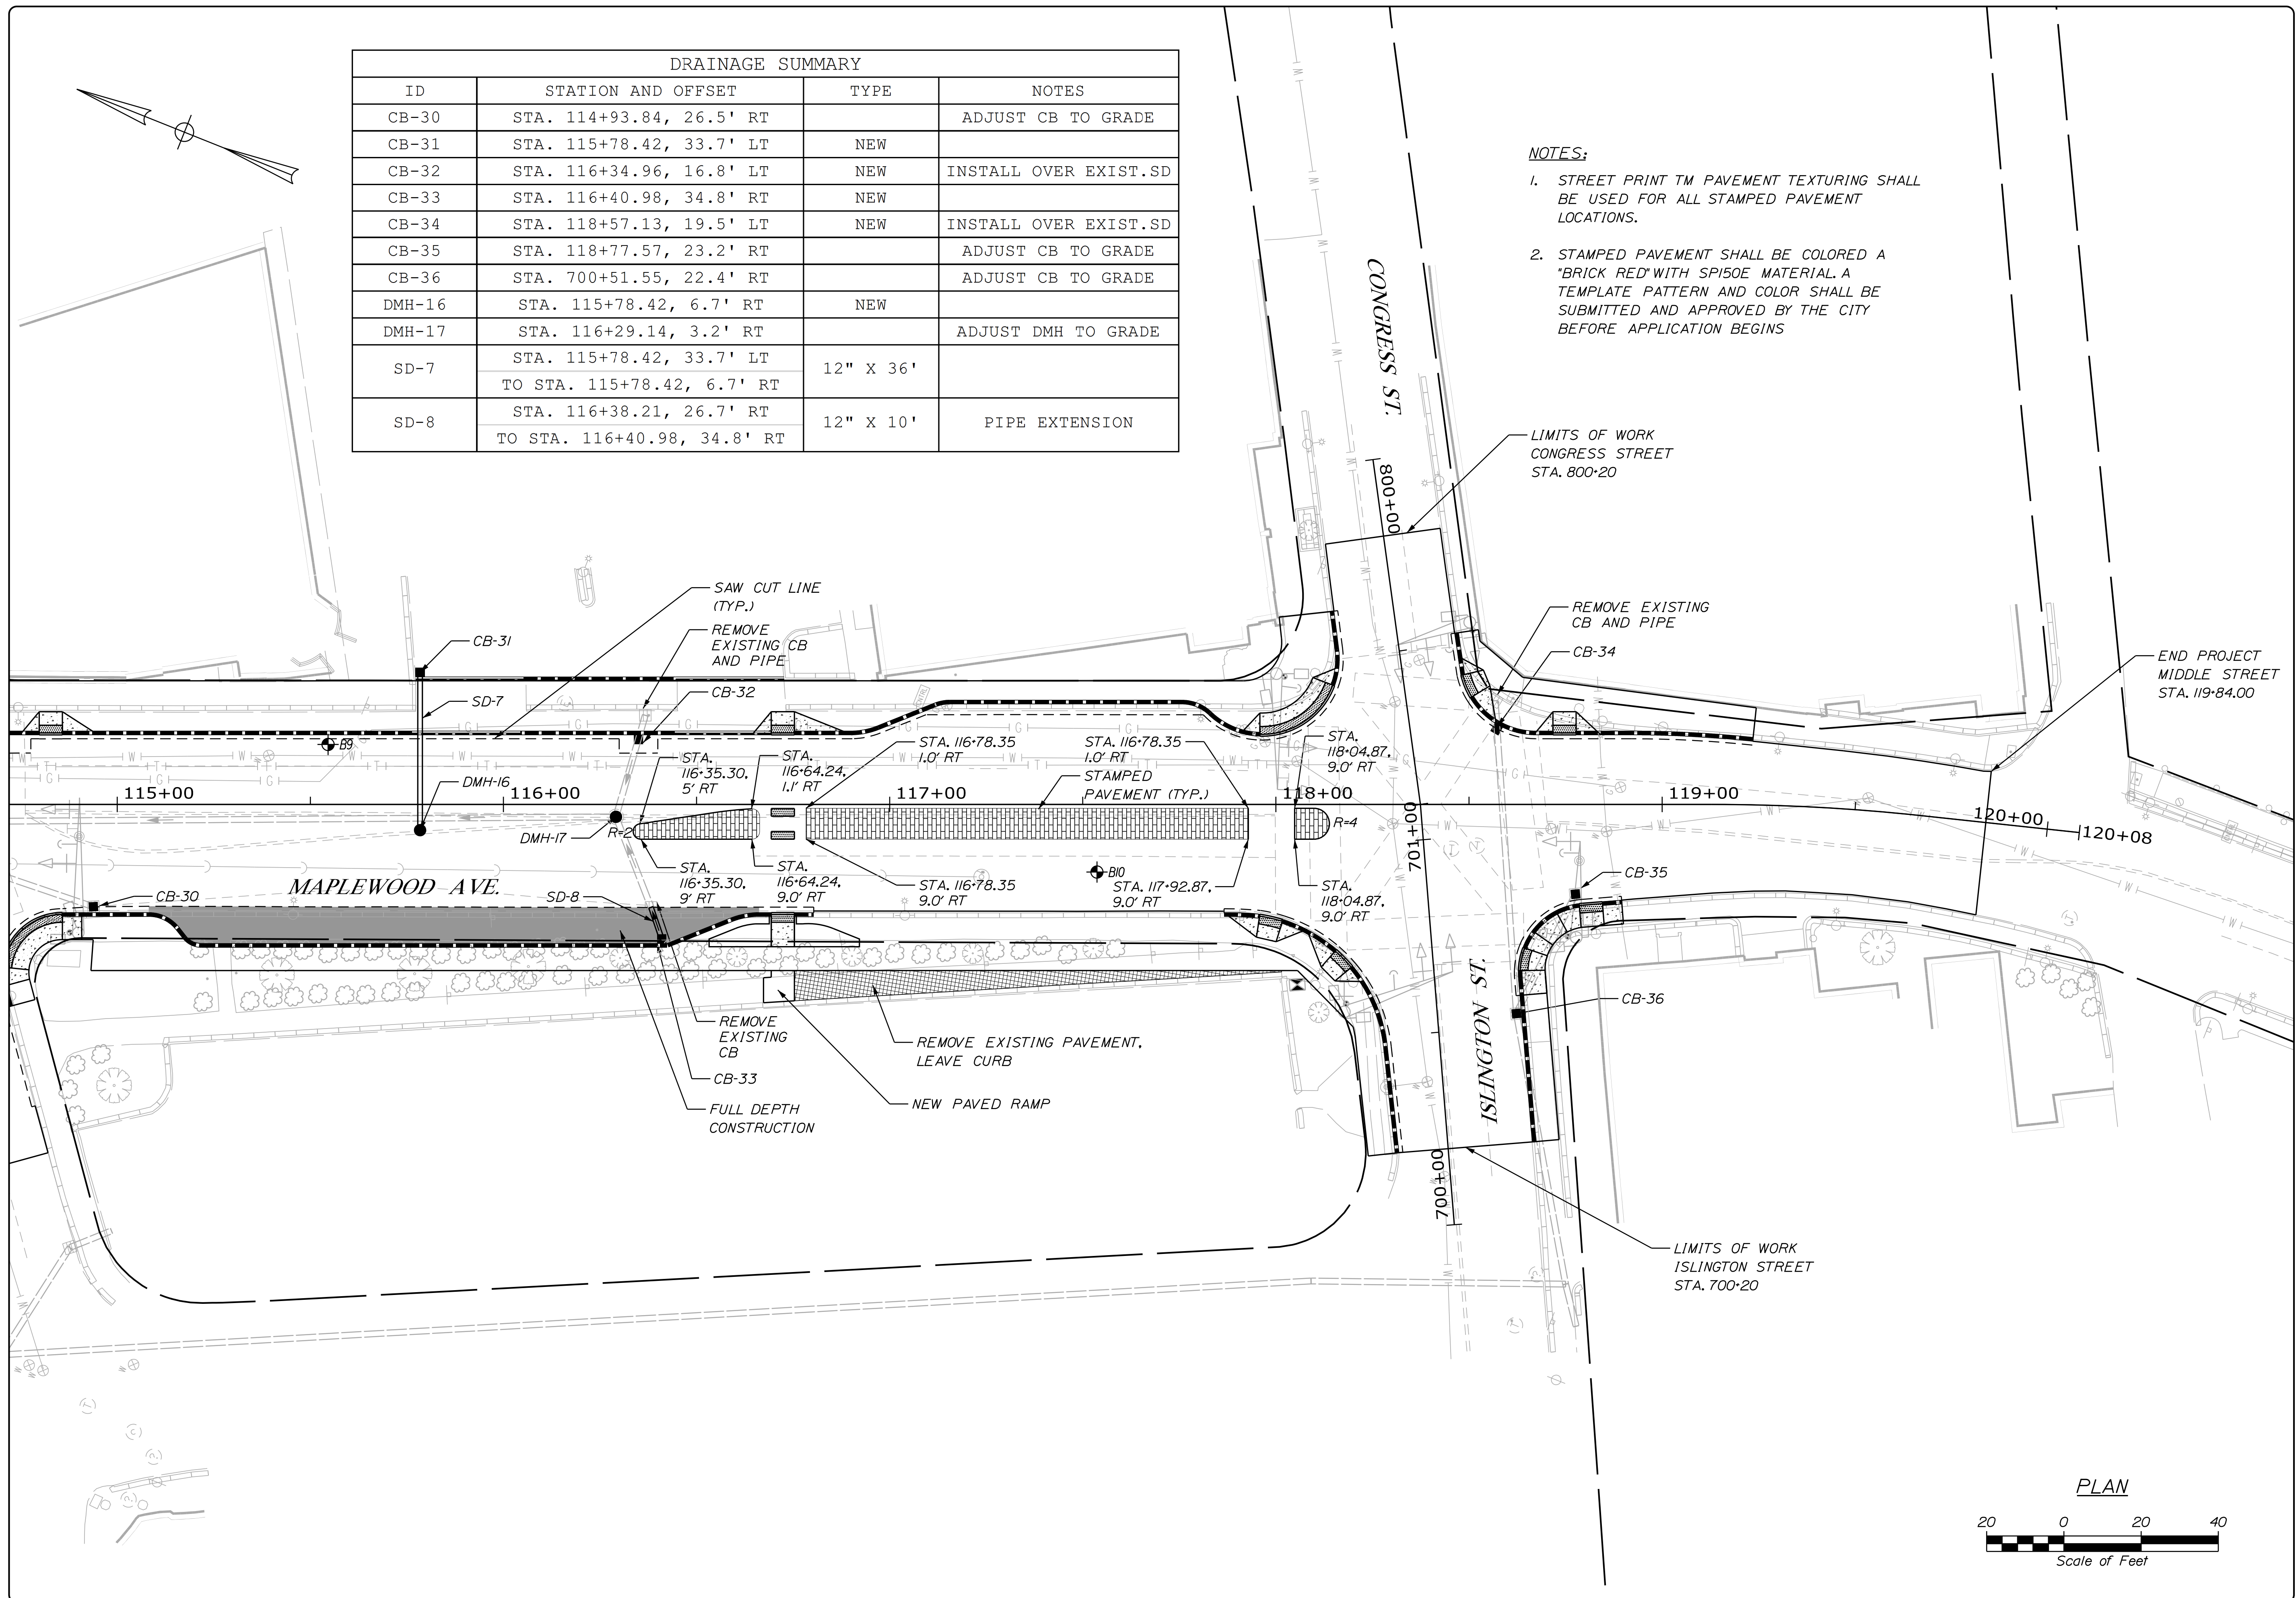 DRAINAGE SUMMARY
ID STATION AND OFFSET TYPE NOTES
CB-30 STA. 114+93.84, 26.5' RT ADJUST CB TO GRADE
CB-31 STA. 115+78.42, 33.7' LT NEW
CB-32 STA. 116+34.96, 16.8' LT NEW INSTALL OVER EXIST.SD
CB-33 STA. 116+40.98, 34.8' RT NEW
CB-34 STA. 118+57.13, 19.5' LT NEW INSTALL OVER EXIST.SD
CB-35 STA. 118+77.57, 23.2' RT ADJUST CB TO GRADE
CB-36 STA. 700+51.55, 22.4' RT ADJUST CB TO GRADE
DMH-16 STA. 115+78.42, 6.7' RT NEW
DMH-17 STA. 116+29.14, 3.2' RT ADJUST DMH TO GRADE
SD-7 STA. 115+78.42, 33.7' LT
TO STA. 115+78.42, 6.7' RT
12" X 36'
SD-8 STA. 116+38.21, 26.7' RT
TO STA. 116+40.98, 34.8' RT
12" X 10' PIPE EXTENSION
NOTES:
1. STREET PRINT TM PAVEMENT TEXTURING SHALL
BE USED FOR ALL STAMPED PAVEMENT
LOCATIONS.
2. STAMPED PAVEMENT SHALL BE COLORED A
"BRICK RED" WITH SP150E MATERIAL. A
TEMPLATE PATTERN AND COLOR SHALL BE
SUBMITTED AND APPROVED BY THE CITY
BEFORE APPLICATION BEGINS
CONGRESS ST.
800+00
LIMITS OF WORK
CONGRESS STREET
STA. 800+20
SAW CUT LINE
(TYP.)
REMOVE
EXISTING CB
AND PIPE
CB-31
SD-7
CB-32
REMOVE EXISTING
CB AND PIPE
CB-34
END PROJECT
MIDDLE STREET
STA. 119+84.00
B9
DMH-16
STA.
116+35.30,
5' RT
STA.
116+64.24,
1.1' RT
STA. 116+78.35
1.0' RT
STA. 116+78.35
1.0' RT
STAMPED
PAVEMENT (TYP.)
STA.
118+04.87,
9.0' RT
115+00
116+00
117+00
118+00
119+00
120+00
120+08
DMH-17
R=2
R=4
701+00
STA.
116+35.30,
9' RT
STA.
116+64.24,
9.0' RT
STA. 116+78.35
9.0' RT
B10
STA. 117+92.87,
9.0' RT
STA.
118+04.87,
9.0' RT
MAPLEWOOD AVE.
CB-30
SD-8
CB-35
CB-36
ISLINGTON ST.
REMOVE
EXISTING
CB
CB-33
FULL DEPTH
CONSTRUCTION
REMOVE EXISTING PAVEMENT,
LEAVE CURB
NEW PAVED RAMP
700+00
LIMITS OF WORK
ISLINGTON STREET
STA. 700+20
PLAN
20 0 20 40
Scale of Feet